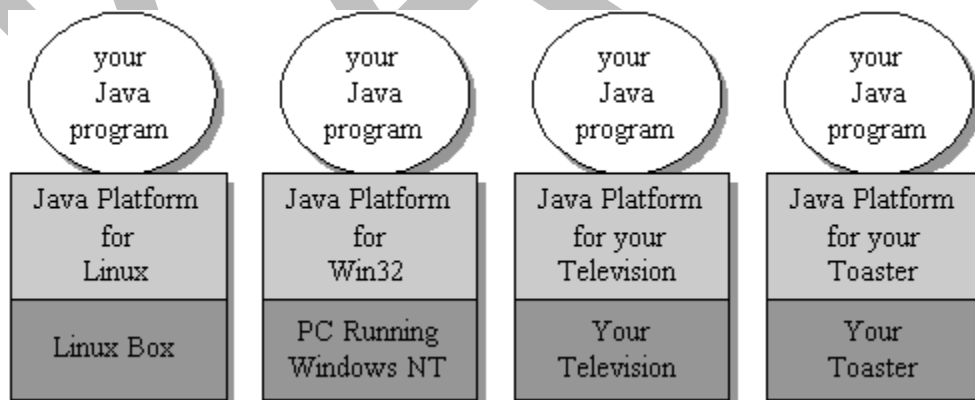 your
Java
program
Java Platform
for
Linux
Linux Box
your
Java
program
Java Platform
for
Win32
PC Running
Windows NT
your
Java
program
Java Platform
for your
Television
Your
Television
your
Java
program
Java Platform
for your
Toaster
Your
Toaster